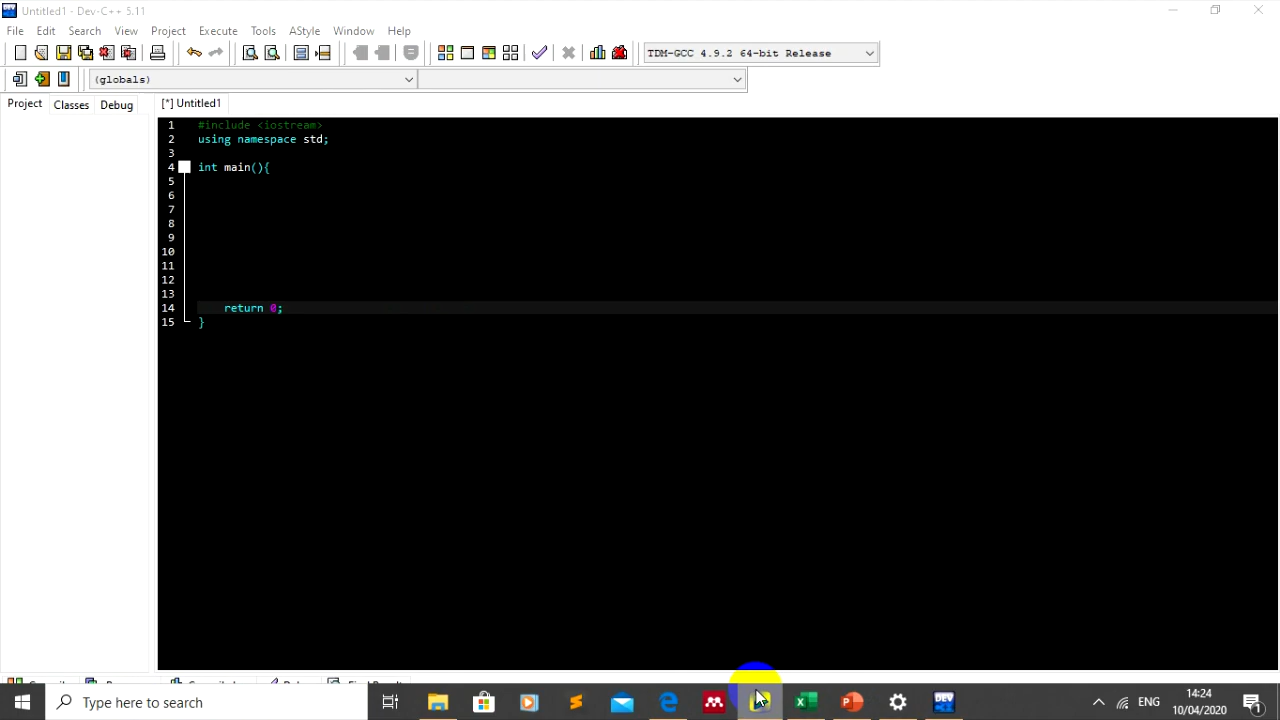 Untitled1 - Dev-C++ 5.11
File Edit Search View Project Execute Tools AStyle Window Help
TDM-GCC 4.9.2 64-bit Release
(globals)
Project Classes Debug [*] Untitled1
1 #include <iostream>
2 using namespace std;
3
4 int main(){
5
6
7
8
9
10
11
12
13
14 return 0;
15 }
Type here to search
DEV
ENG
14:24
10/04/2020
1